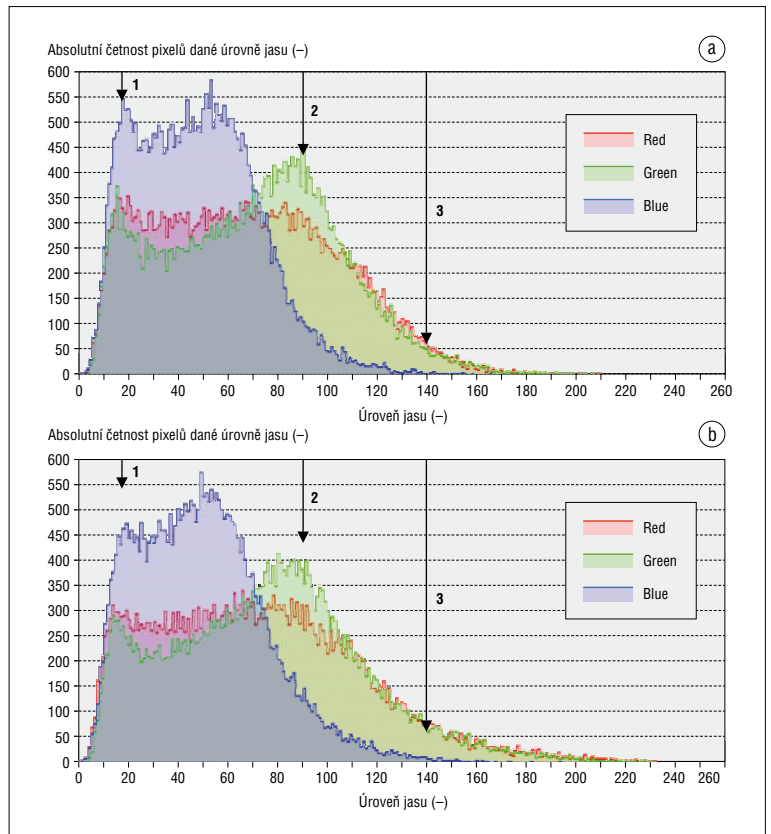 Absolutní četnost pixelů dané úrovně jasu (–)
a
600
550
500
450
400
350
300
250
200
150
100
50
0
1
2
3
Red
Green
Blue
0 20 40 60 80 100 120 140 160 180 200 220 240 260
Úroveň jasu (–)
Absolutní četnost pixelů dané úrovně jasu (–)
b
600
550
500
450
400
350
300
250
200
150
100
50
0
1
2
3
Red
Green
Blue
0 20 40 60 80 100 120 140 160 180 200 220 240 260
Úroveň jasu (–)